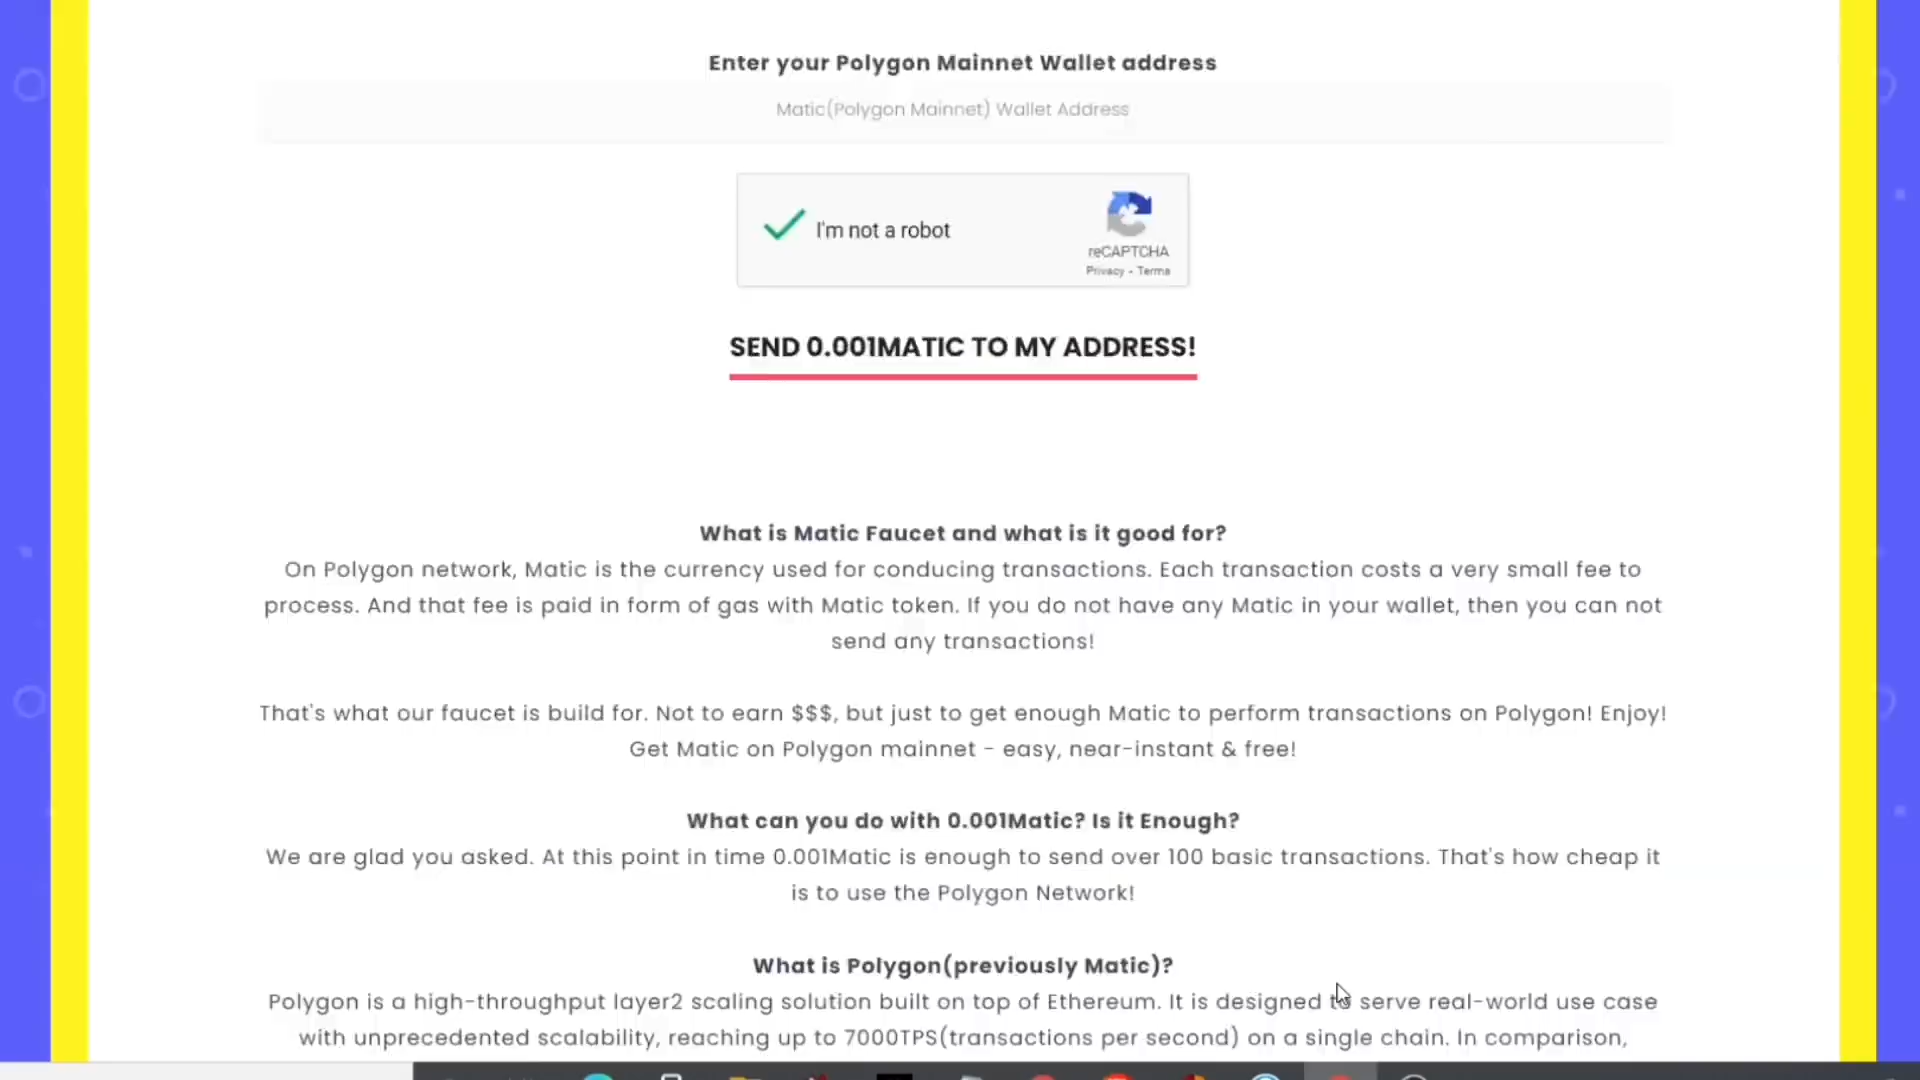 Enter your Polygon Mainnet Wallet address
Matic(Polygon Mainnet) Wallet Address
I'm not a robot
reCAPTCHA
Privacy - Terms
SEND 0.001MATIC TO MY ADDRESS!
What is Matic Faucet and what is it good for?
On Polygon network, Matic is the currency used for conducing transactions. Each transaction costs a very small fee to
process. And that fee is paid in form of gas with Matic token. If you do not have any Matic in your wallet, then you can not
send any transactions!
That's what our faucet is build for. Not to earn $$$, but just to get enough Matic to perform transactions on Polygon! Enjoy!
Get Matic on Polygon mainnet - easy, near-instant & free!
What can you do with 0.001Matic? Is it Enough?
We are glad you asked. At this point in time 0.001Matic is enough to send over 100 basic transactions. That's how cheap it
is to use the Polygon Network!
What is Polygon(previously Matic)?
Polygon is a high-throughput layer2 scaling solution built on top of Ethereum. It is designed to serve real-world use case
with unprecedented scalability, reaching up to 7000TPS(transactions per second) on a single chain. In comparison,